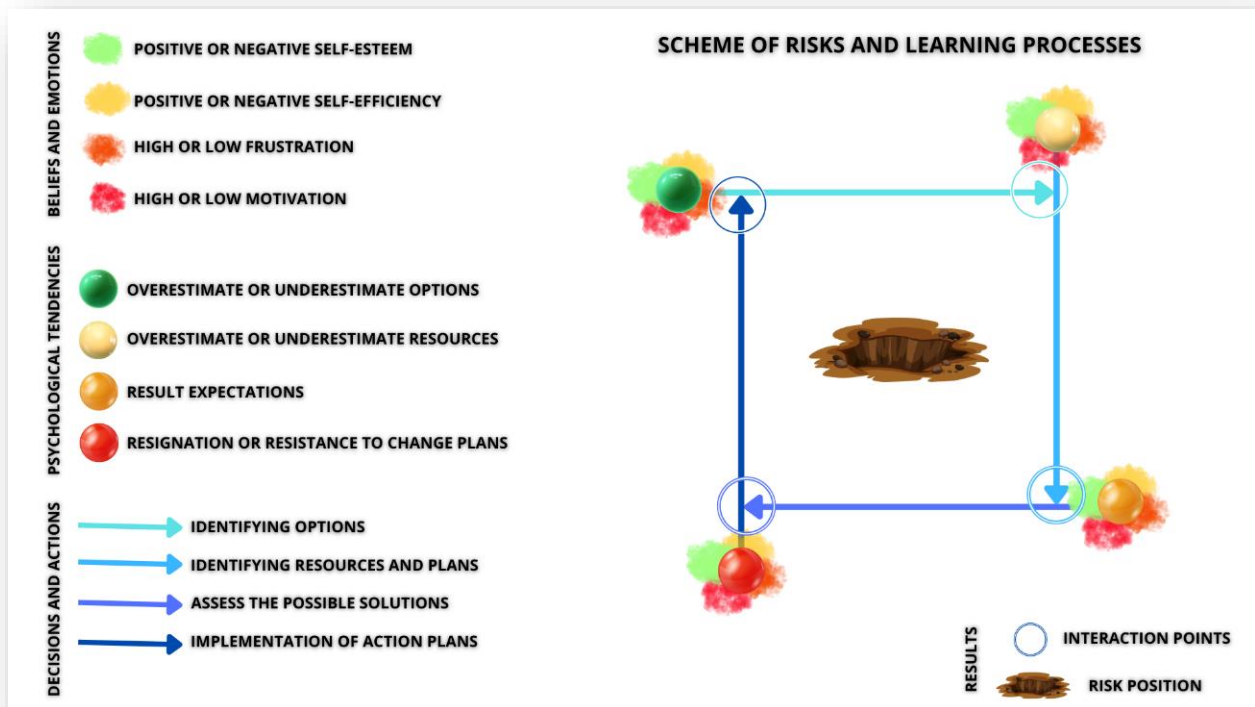 BELIEFS AND EMOTIONS
POSITIVE OR NEGATIVE SELF-ESTEEM
POSITIVE OR NEGATIVE SELF-EFFICIENCY
HIGH OR LOW FRUSTRATION
HIGH OR LOW MOTIVATION
PSYCHOLOGICAL TENDENCIES
OVERESTIMATE OR UNDERESTIMATE OPTIONS
OVERESTIMATE OR UNDERESTIMATE RESOURCES
RESULT EXPECTATIONS
RESIGNATION OR RESISTANCE TO CHANGE PLANS
DECISIONS AND ACTIONS
IDENTIFYING OPTIONS
IDENTIFYING RESOURCES AND PLANS
ASSESS THE POSSIBLE SOLUTIONS
IMPLEMENTATION OF ACTION PLANS
SCHEME OF RISKS AND LEARNING PROCESSES
RESULTS
INTERACTION POINTS
RISK POSITION